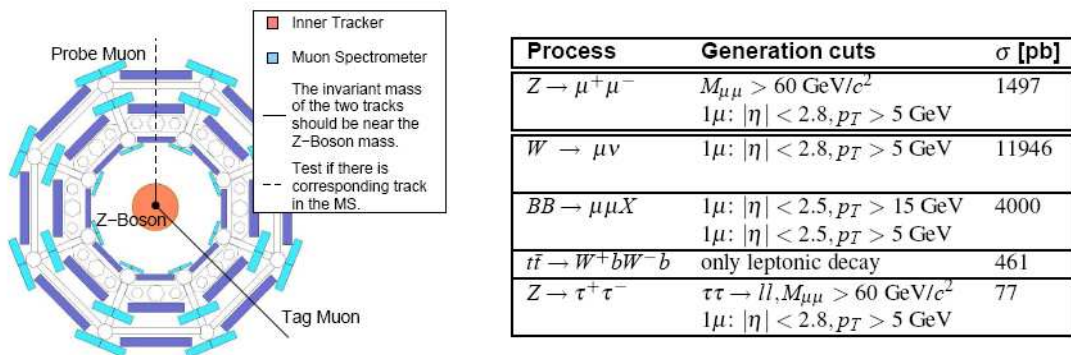 Probe Muon
Z−Boson
Tag Muon
Inner Tracker
Muon Spectrometer
The invariant mass
of the two tracks
should be near the
Z−Boson mass.
Test if there is
corresponding track
in the MS.
Process Generation cuts σ [pb]
Z → μ⁺μ⁻ M_μμ > 60 GeV/c² 1497
1μ: |η| < 2.8, p_T > 5 GeV
W → μν 1μ: |η| < 2.8, p_T > 5 GeV 11946
BB → μμX 1μ: |η| < 2.5, p_T > 15 GeV 4000
1μ: |η| < 2.5, p_T > 5 GeV
tt̄ → W⁺bW⁻b only leptonic decay 461
Z → τ⁺τ⁻ ττ → ll, M_μμ > 60 GeV/c² 77
1μ: |η| < 2.8, p_T > 5 GeV